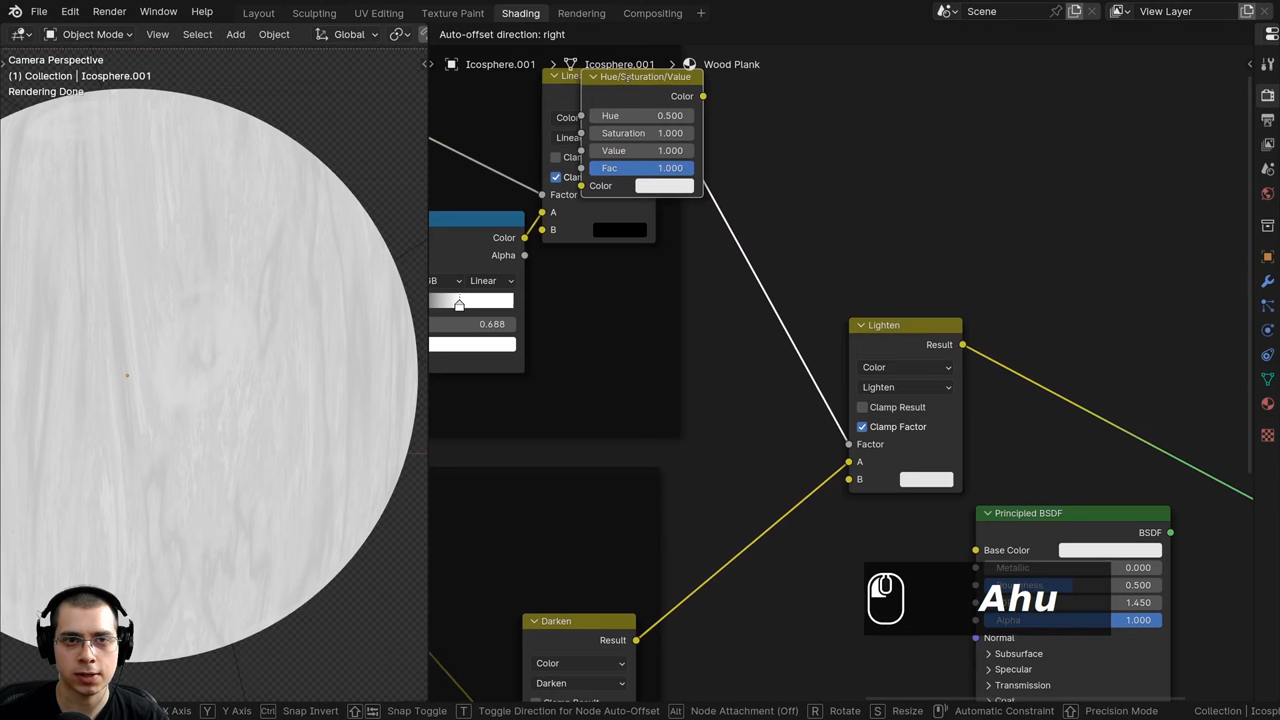 File Edit Render Window Help Layout Sculpting UV Editing Texture Paint Shading Rendering Compositing + Scene View Layer
Object Mode View Select Add Object Global Auto-offset direction: right
Camera Perspective
(1) Collection | Icosphere.001
Rendering Done
Icosphere.001 > Icosphere.001 > Wood Plank
Hue/Saturation/Value
Color
Hue 0.500
Saturation 1.000
Value 1.000
Fac 1.000
Color
Factor
A
B
Color
Alpha
Linear
0.688
Lighten
Result
Color
Lighten
Clamp Result
Clamp Factor
Factor
A
B
Darken
Result
Color
Darken
Principled BSDF
BSDF
Base Color
Metallic 0.000
0.500
1.450
Alpha 1.000
Normal
Subsurface
Specular
Transmission
Ahu
X Axis Y Y Axis Ctrl Snap Invert Snap Toggle T Toggle Direction for Node Auto-Offset Alt Node Attachment (Off) R Rotate S Resize Automatic Constraint Precision Mode Collection | Icosp